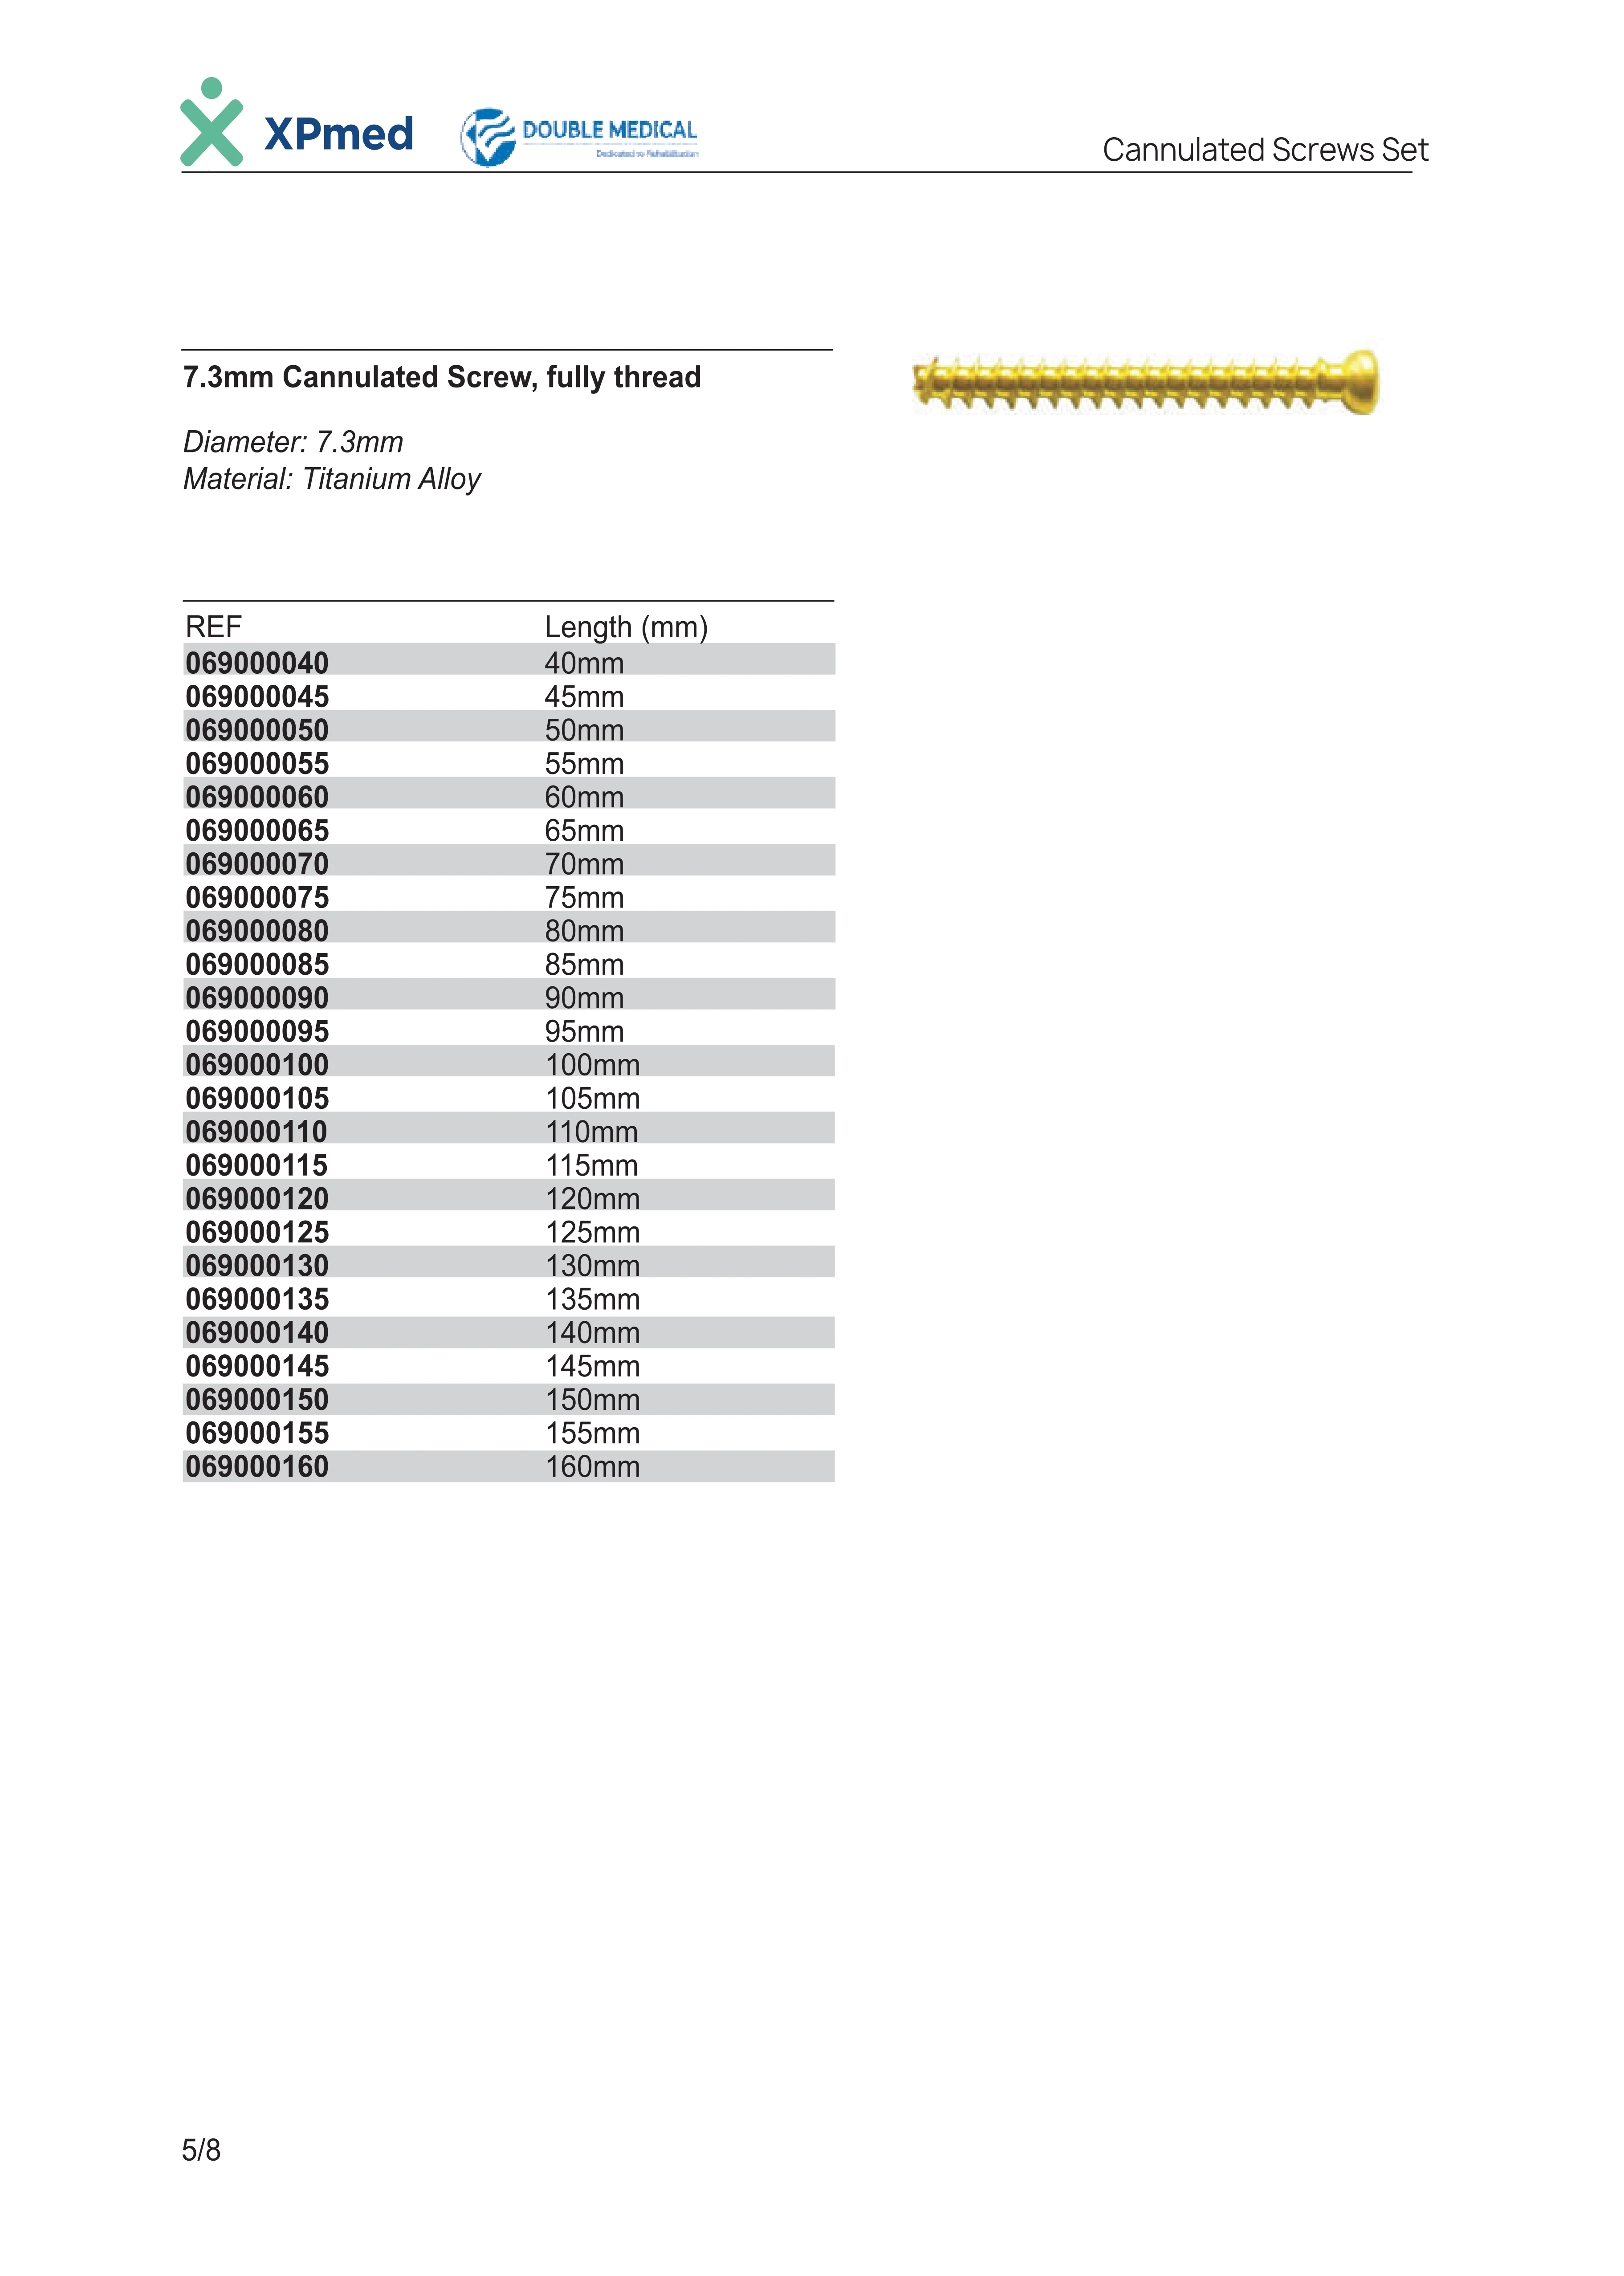 XPmed
DOUBLE MEDICAL
Dedicated to Rehabilitation
Cannulated Screws Set
7.3mm Cannulated Screw, fully thread
Diameter: 7.3mm
Material: Titanium Alloy
REF Length (mm)
069000040 40mm
069000045 45mm
069000050 50mm
069000055 55mm
069000060 60mm
069000065 65mm
069000070 70mm
069000075 75mm
069000080 80mm
069000085 85mm
069000090 90mm
069000095 95mm
069000100 100mm
069000105 105mm
069000110 110mm
069000115 115mm
069000120 120mm
069000125 125mm
069000130 130mm
069000135 135mm
069000140 140mm
069000145 145mm
069000150 150mm
069000155 155mm
069000160 160mm
5/8